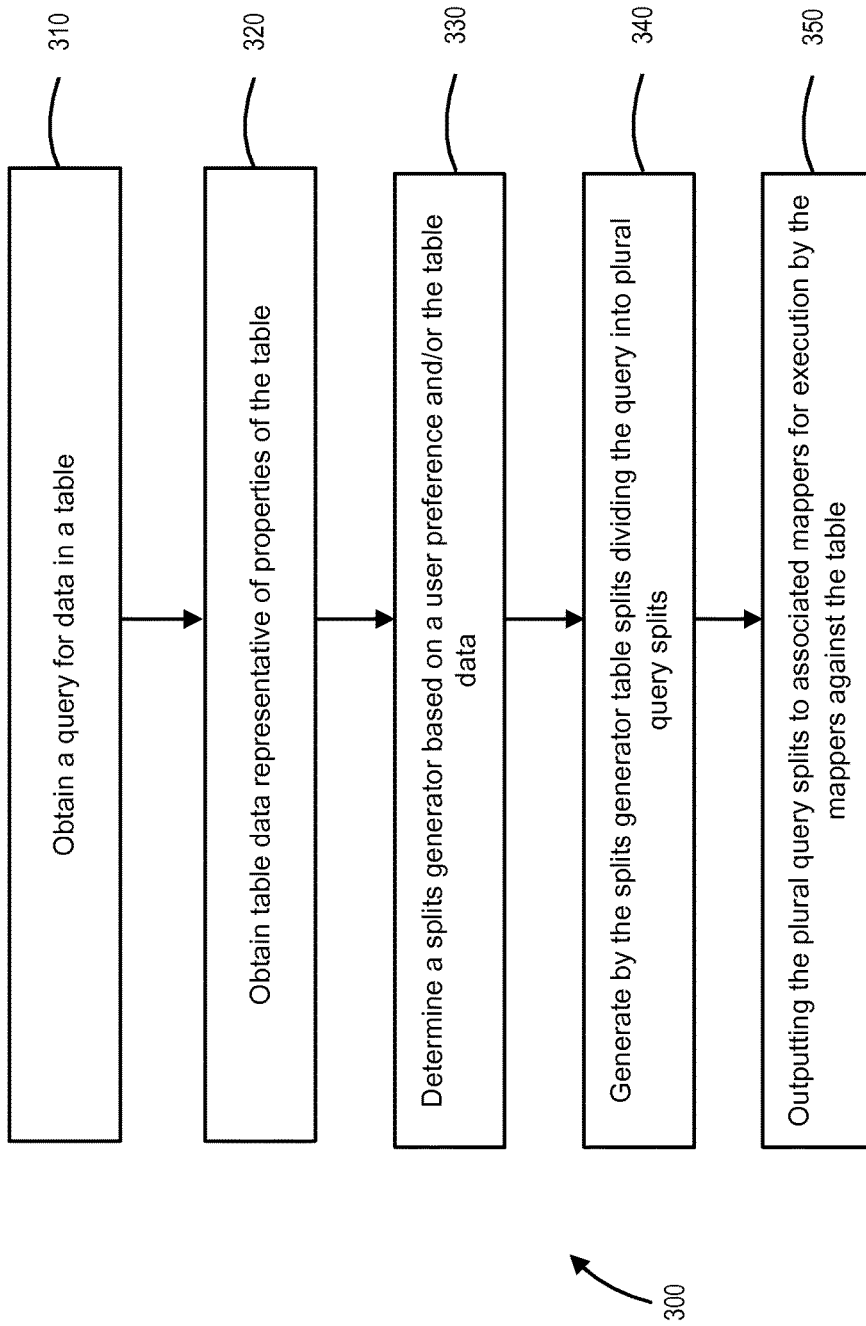 310
Obtain a query for data in a table
320
Obtain table data representative of properties of the table
330
Determine a splits generator based on a user preference and/or the table
data
340
Generate by the splits generator table splits dividing the query into plural
query splits
350
Outputting the plural query splits to associated mappers for execution by the
mappers against the table
300